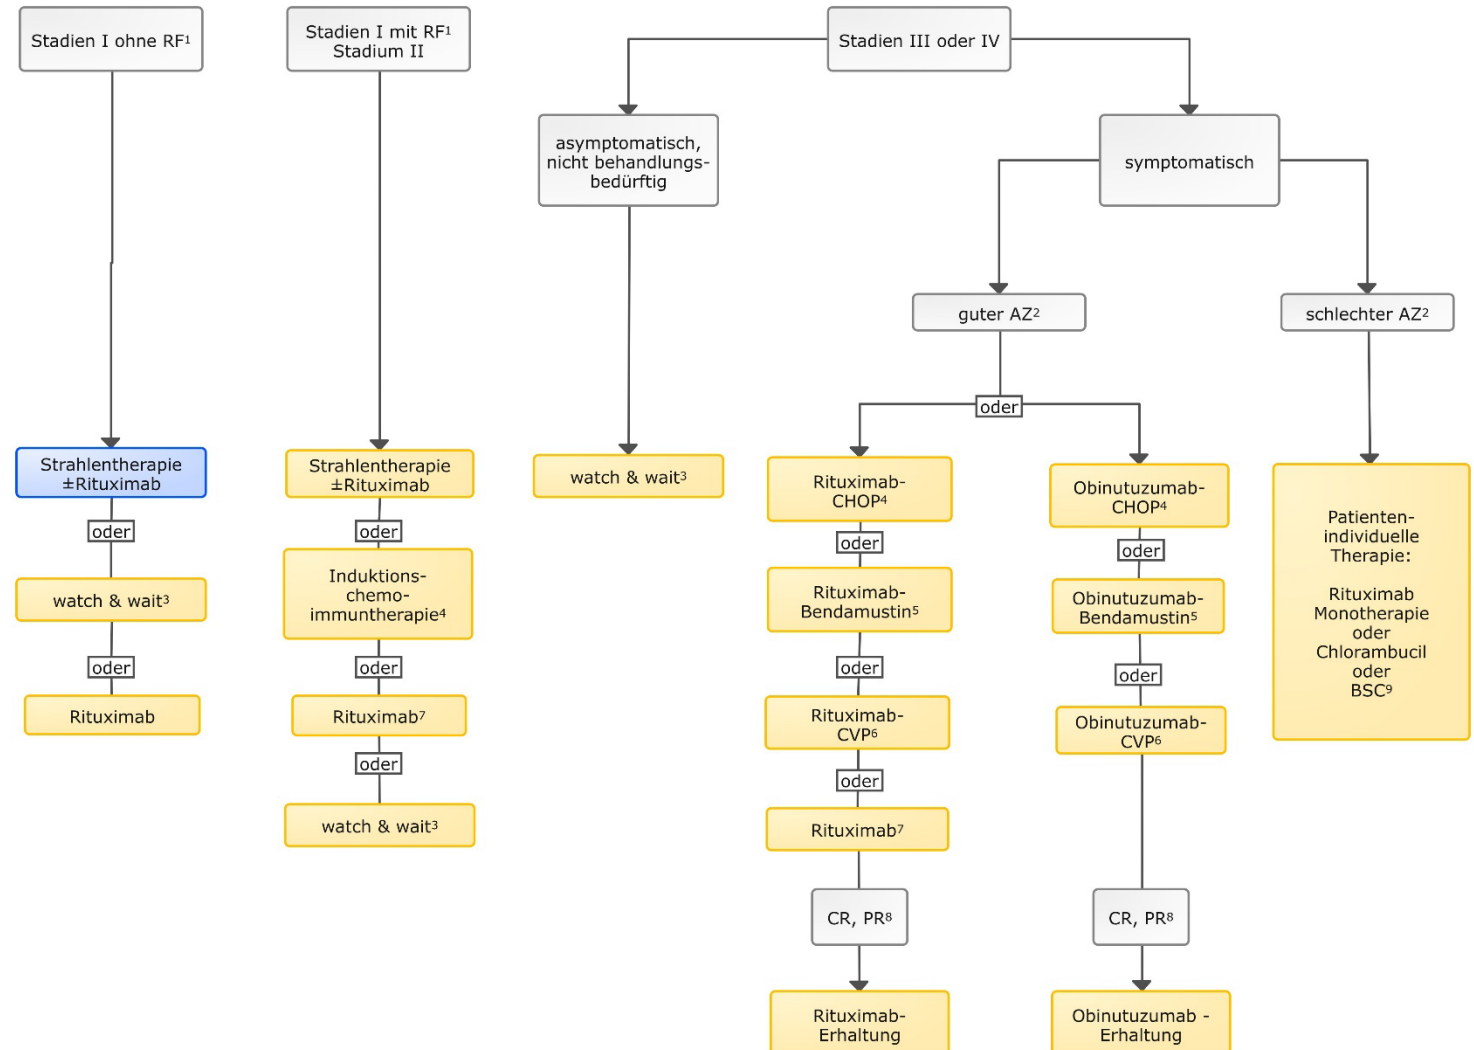 Stadien I ohne RF¹
Stadien I mit RF¹
Stadium II
Stadien III oder IV
asymptomatisch,
nicht behandlungs-
bedürftig
symptomatisch
guter AZ²
schlechter AZ²
oder
Strahlentherapie
±Rituximab
oder
watch & wait³
oder
Rituximab
Strahlentherapie
±Rituximab
oder
Induktions-
chemo-
immuntherapie⁴
oder
Rituximab⁷
oder
watch & wait³
watch & wait³
Rituximab-
CHOP⁴
oder
Rituximab-
Bendamustin⁵
oder
Rituximab-
CVP⁶
oder
Rituximab⁷
CR, PR⁸
Rituximab-
Erhaltung
Obinutuzumab-
CHOP⁴
oder
Obinutuzumab-
Bendamustin⁵
oder
Obinutuzumab-
CVP⁶
CR, PR⁸
Obinutuzumab -
Erhaltung
Patienten-
individuelle
Therapie:
Rituximab
Monotherapie
oder
Chlorambucil
oder
BSC⁹